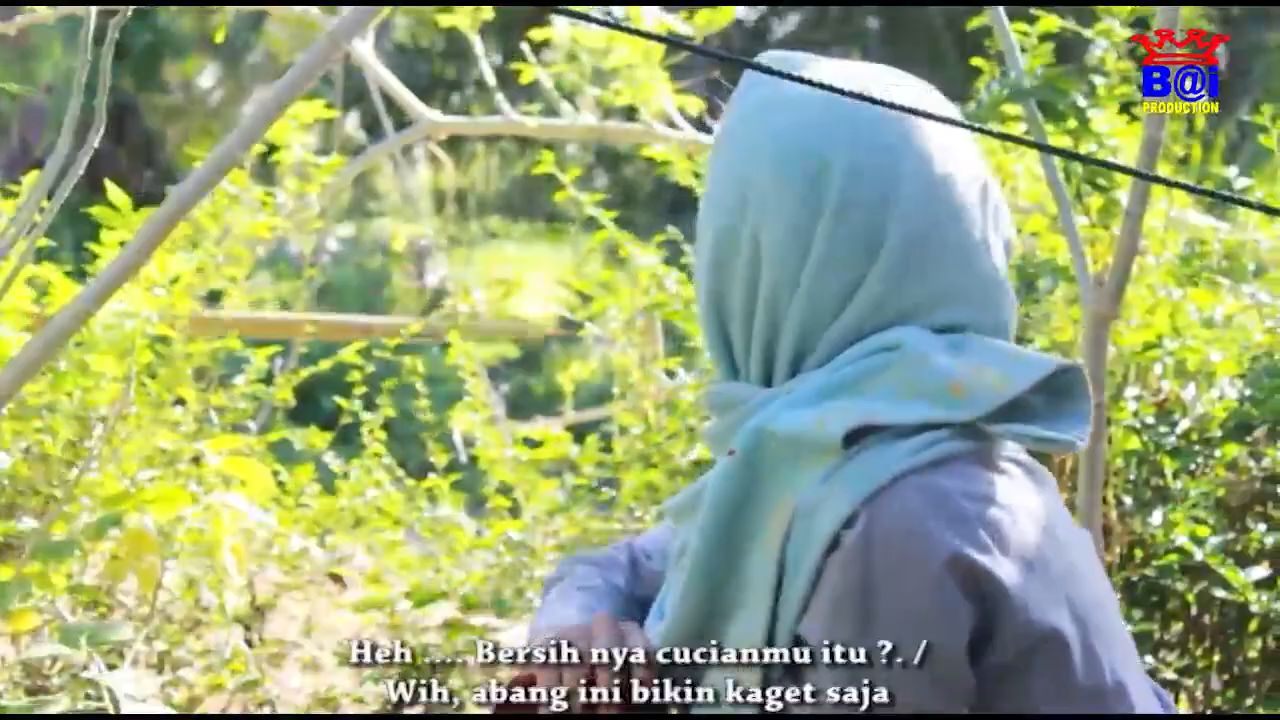 B@i
PRODUCTION
Heh .... Bersih nya cucianmu itu ?. /
Wih, abang ini bikin kaget saja